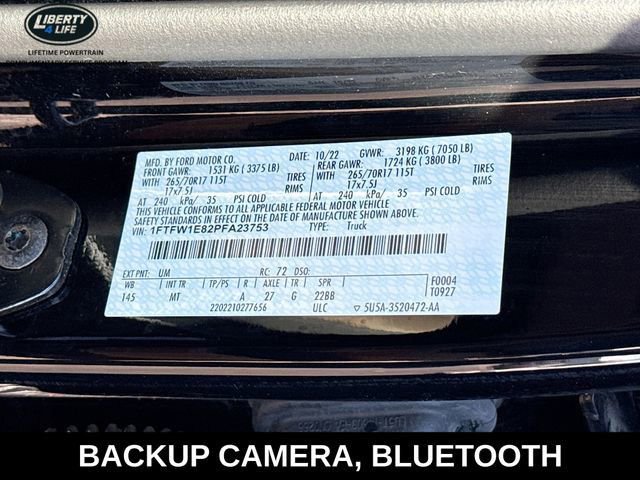 LIBERTY
4 LIFE
LIFETIME POWERTRAIN
COMPLIMENTARY SERVICE PROGRAM
MFD. BY FORD MOTOR CO.
DATE: 10/22 GVWR: 3198 KG ( 7050 LB)
FRONT GAWR: 1531 KG ( 3375 LB) REAR GAWR: 1724 KG ( 3800 LB)
WITH 265/70R17 115T TIRES WITH 265/70R17 115T TIRES
17x7.5J RIMS 17x7.5J RIMS
AT 240 kPa/ 35 PSI COLD AT 240 kPa/ 35 PSI COLD
THIS VEHICLE CONFORMS TO ALL APPLICABLE FEDERAL MOTOR VEHICLE
SAFETY STANDARDS IN EFFECT ON THE DATE OF MANUFACTURE SHOWN ABOVE.
VIN: 1FTFW1E82PFA23753 TYPE: Truck
EXT PNT: UM RC: 72 DSO:
WB INT TR TP/PS R AXLE TR SPR F0004
145 MT A 27 G 22BB T0927
2202210277656 ULC ▽ 5U5A-3520472-AA
BACKUP CAMERA, BLUETOOTH